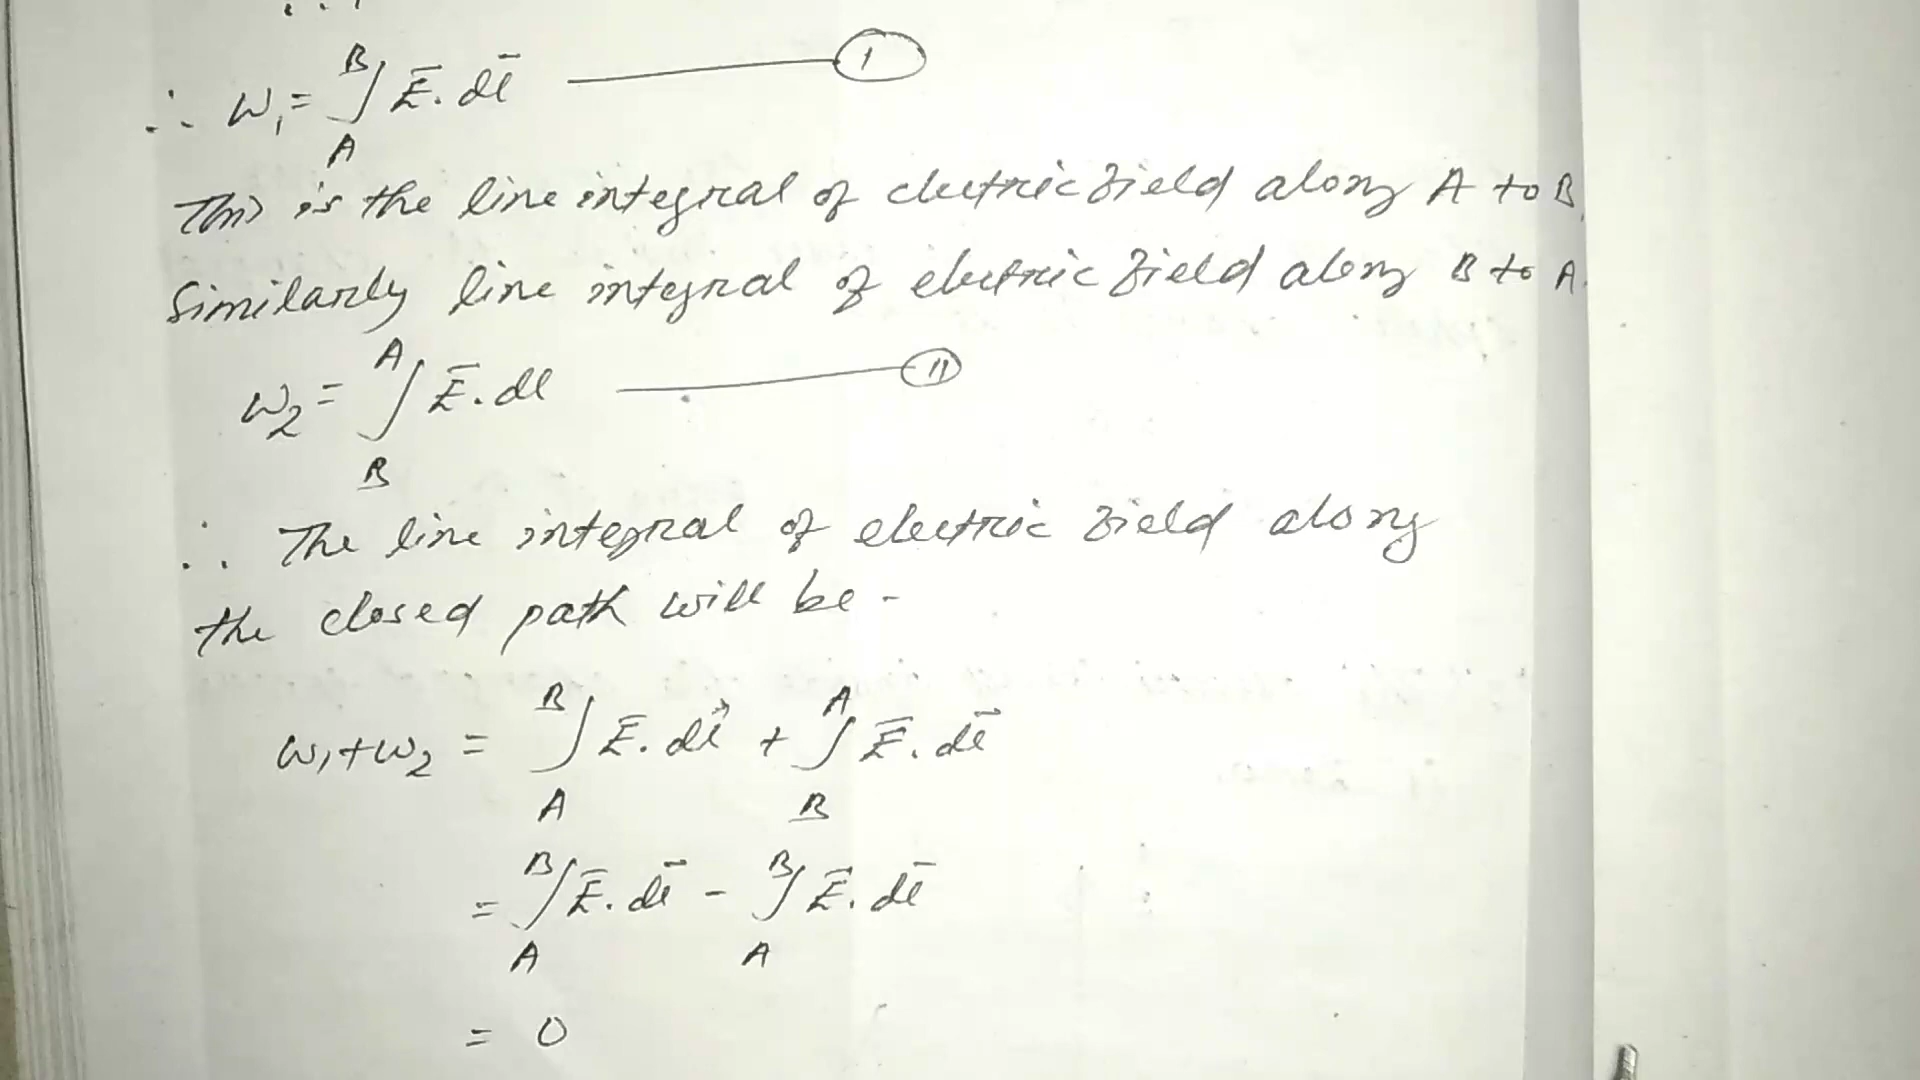 ∴ W₁ = ᴮ∫_A Ē. dl̄ ——— (1)
This is the line integral of electric field along A to B.
Similarly line integral of electric field along B to A.
W₂ = ᴬ∫_B Ē. dl ——— (11)
∴ The line integral of electric field along
the closed path will be -
W₁+W₂ = ᴮ∫_A Ē. dl⃗ + ᴬ∫_B Ē. dl̄
= ᴮ∫_A Ē. dl̄ - ᴮ∫_A Ē. dl̄
= 0